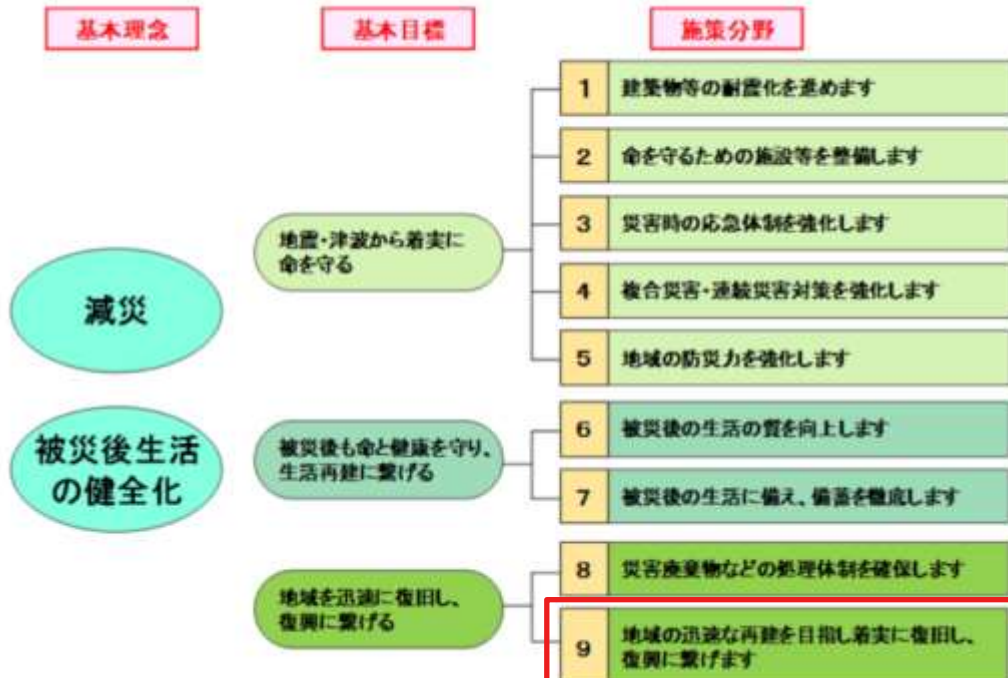 基本理念
基本目標
施策分野
減災
被災後生活
の健全化
地震・津波から着実に
命を守る
1 建築物等の耐震化を進めます
2 命を守るための施設等を整備します
3 災害時の応急体制を強化します
4 複合災害・連続災害対策を強化します
5 地域の防災力を強化します
被災後も命と健康を守り、
生活再建に繋げる
6 被災後の生活の質を向上します
7 被災後の生活に備え、備蓄を徹底します
地域を迅速に復旧し、
復興に繋げる
8 災害廃棄物などの処理体制を確保します
9 地域の迅速な再建を目指し着実に復旧し、
復興に繋げます